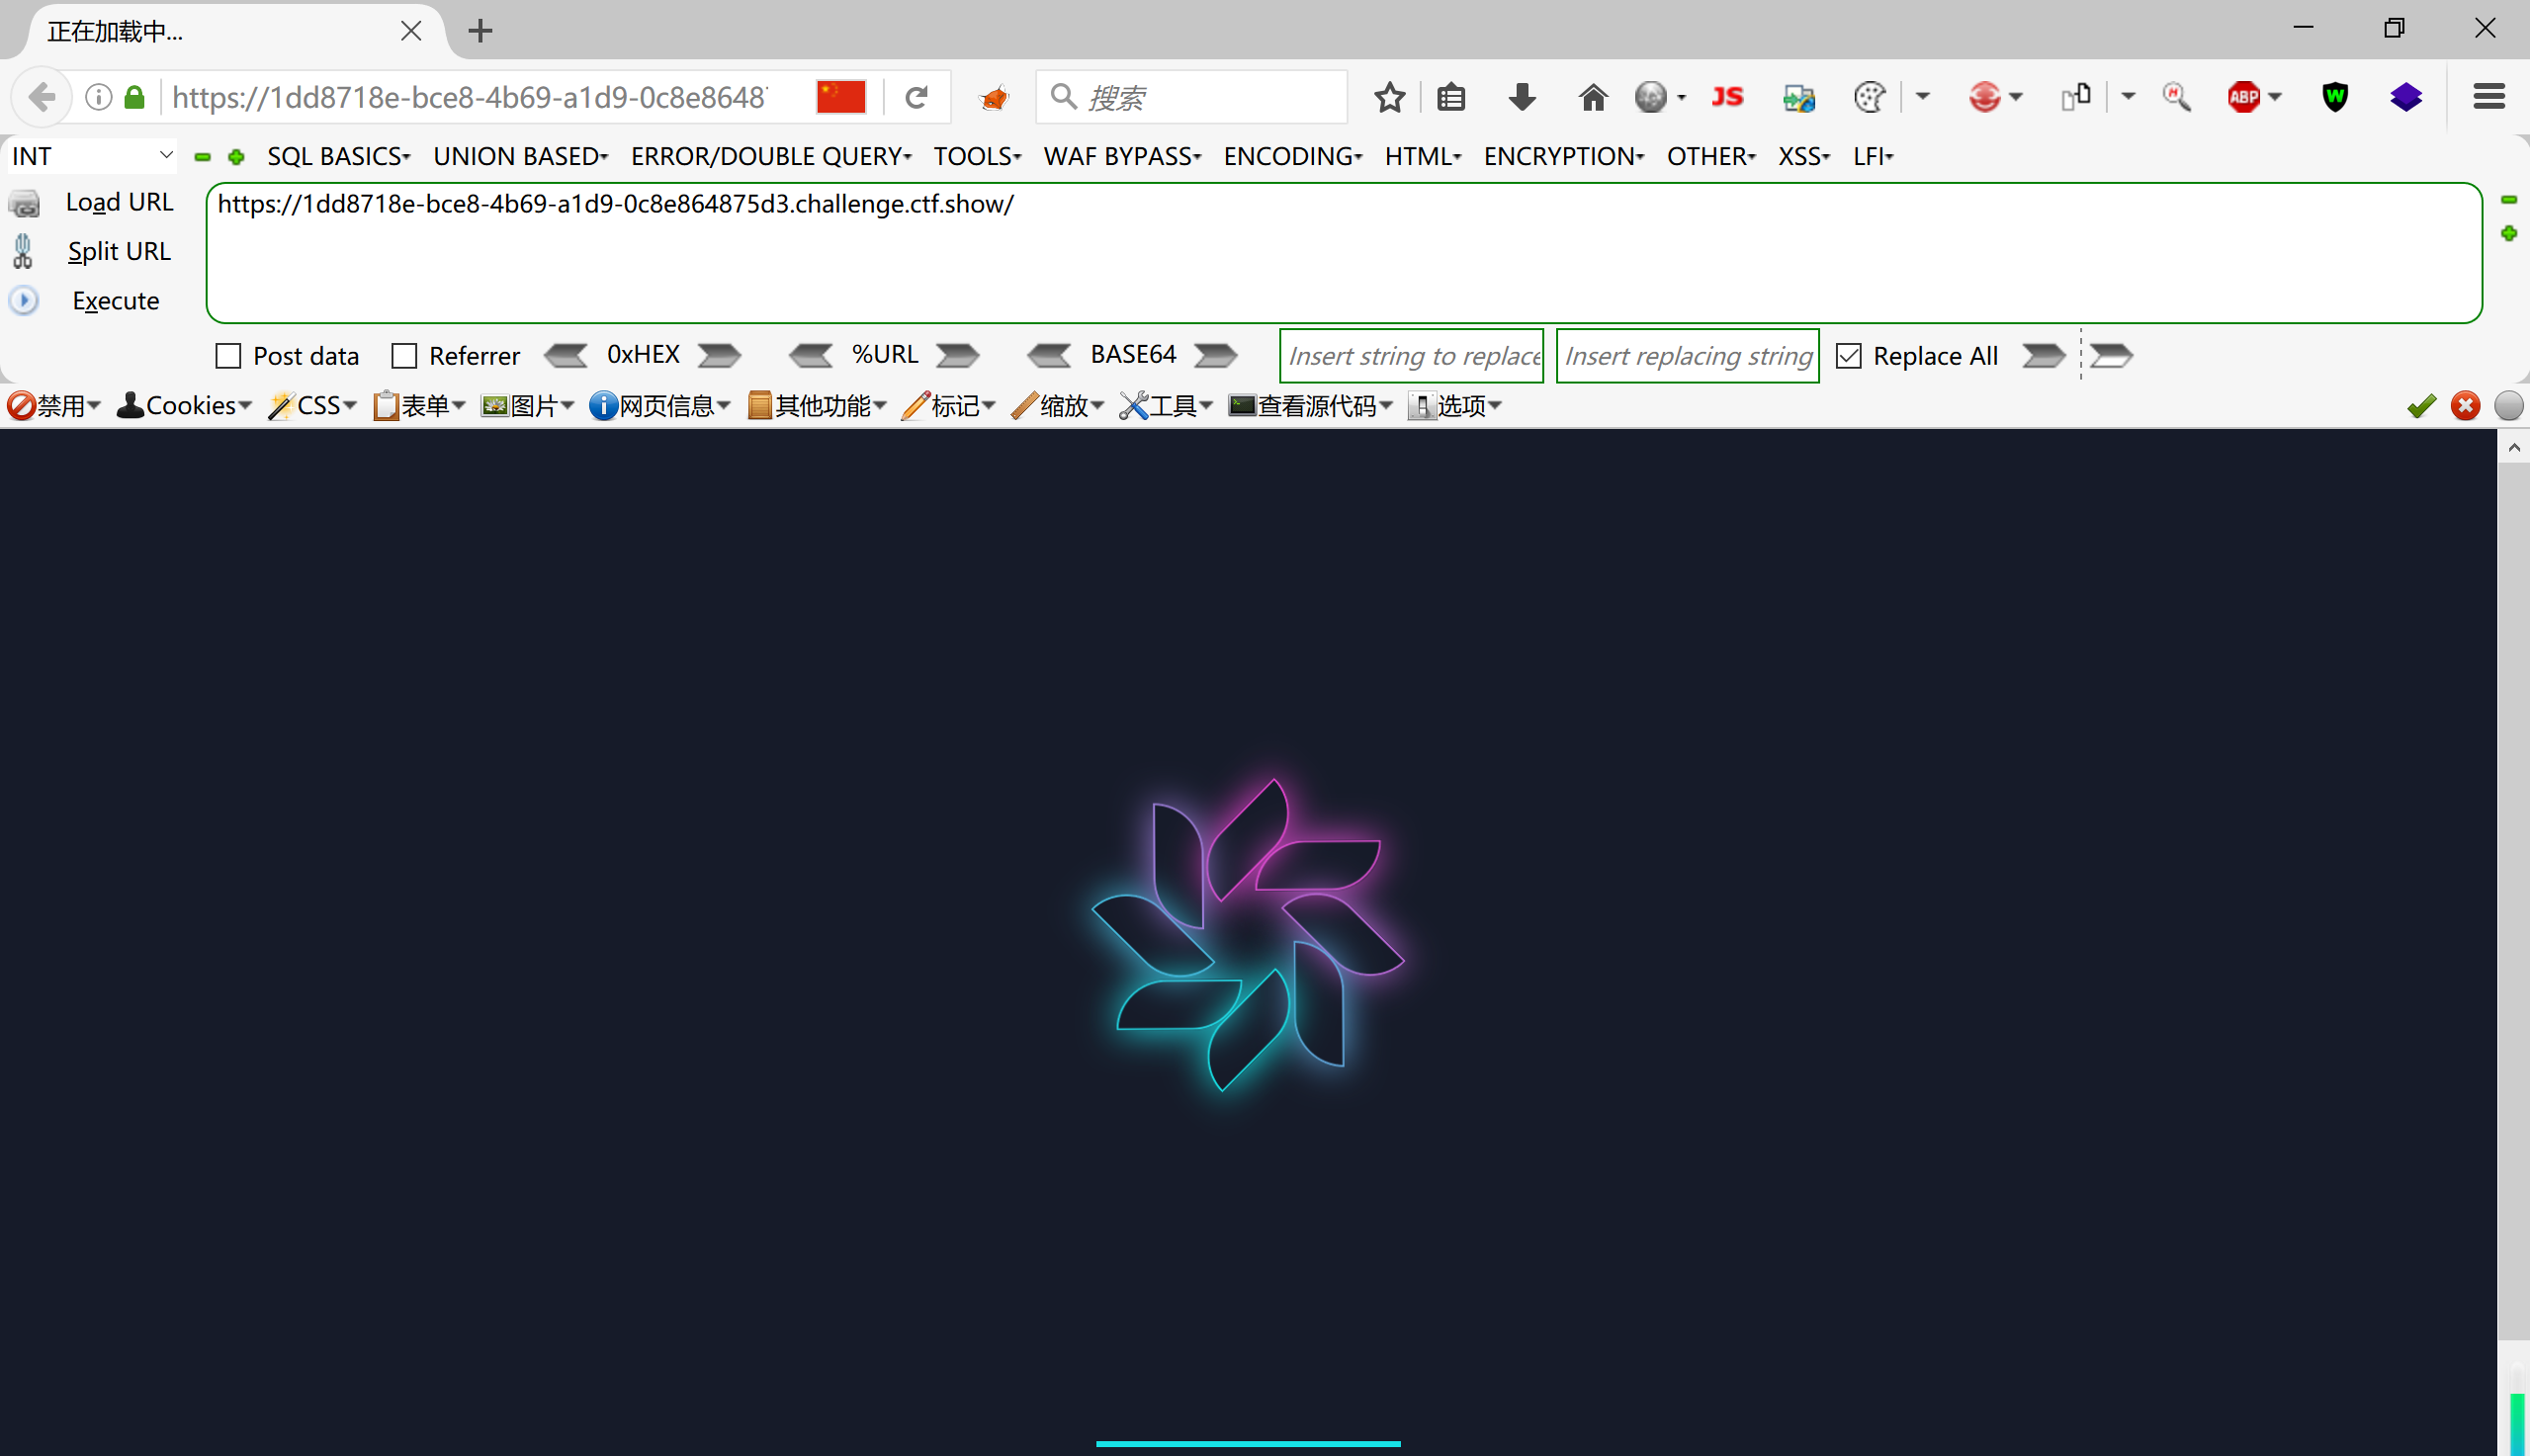 正在加载中...
https://1dd8718e-bce8-4b69-a1d9-0c8e8648
搜索
JS
ABP
W
INT
SQL BASICS
UNION BASED
ERROR/DOUBLE QUERY
TOOLS
WAF BYPASS
ENCODING
HTML
ENCRYPTION
OTHER
XSS
LFI
Load URL
https://1dd8718e-bce8-4b69-a1d9-0c8e864875d3.challenge.ctf.show/
Split URL
Execute
Post data
Referrer
0xHEX
%URL
BASE64
Insert string to replace
Insert replacing string
Replace All
禁用
Cookies
CSS
表单
图片
网页信息
其他功能
标记
缩放
工具
查看源代码
选项